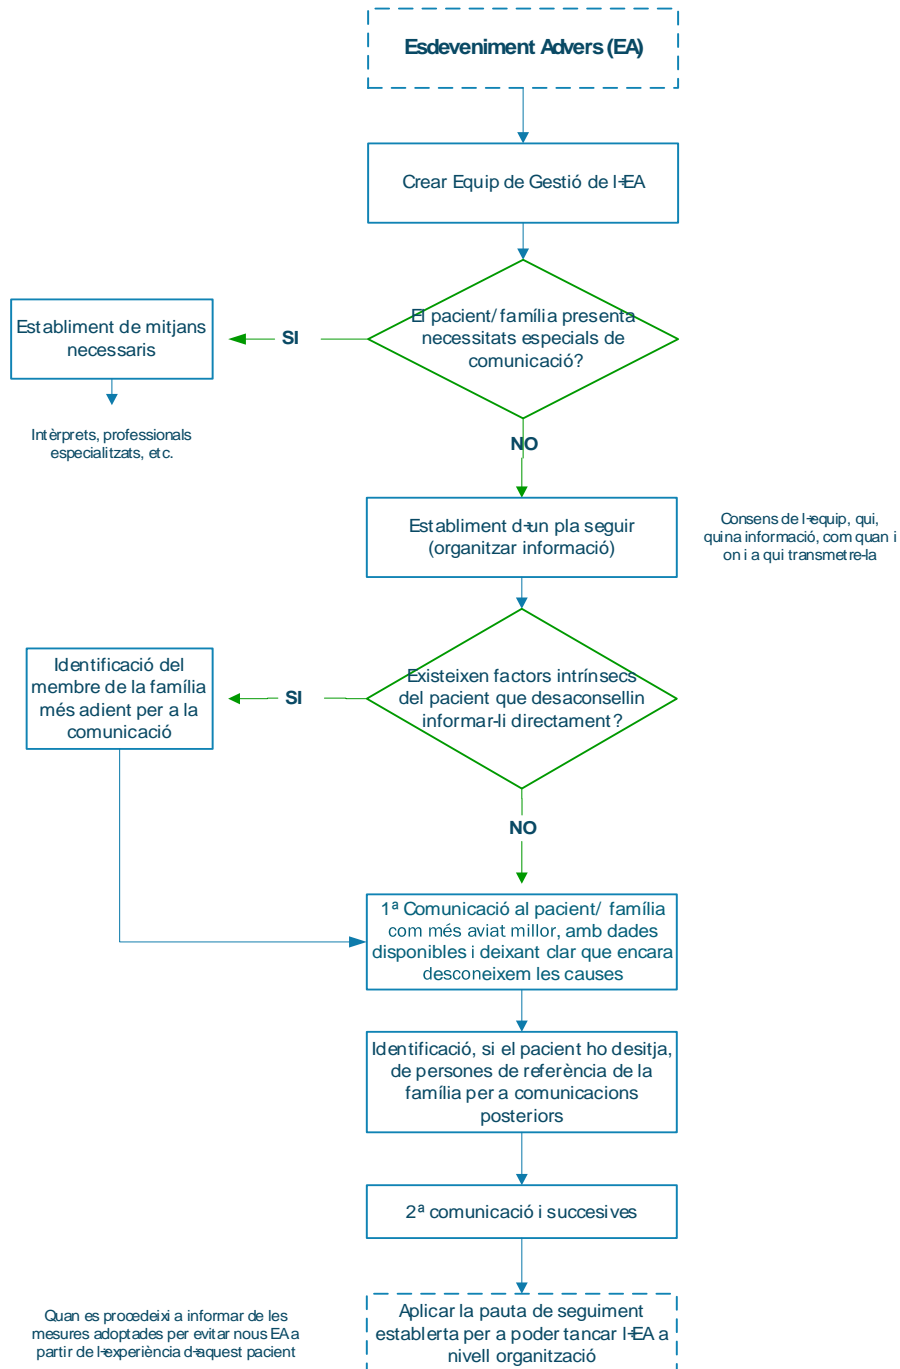 Esdeveniment Advers (EA)
Crear Equip de Gestió de l'EA
El pacient/ família presenta
necessitats especials de
comunicació?
SI
Establiment de mitjans
necessaris
Intèrprets, professionals
especialitzats, etc.
NO
Establiment d'un pla seguir
(organitzar informació)
Consens de l'equip, qui,
quina informació, com quan i
on i a qui transmetre-la
Existeixen factors intrínsecs
del pacient que desaconsellin
informar-li directament?
SI
Identificació del
membre de la família
més adient per a la
comunicació
NO
1ª Comunicació al pacient/ família
com més aviat millor, amb dades
disponibles i deixant clar que encara
desconeixem les causes
Identificació, si el pacient ho desitja,
de persones de referència de la
família per a comunicacions
posteriors
2ª comunicació i successives
Quan es procedeixi a informar de les
mesures adoptades per evitar nous EA a
partir de l'experiència d'aquest pacient
Aplicar la pauta de seguiment
establerta per a poder tancar l'EA a
nivell organització